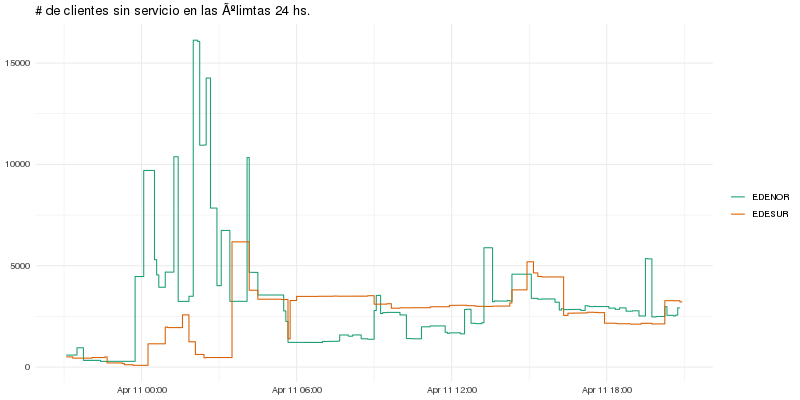 # de clientes sin servicio en las Ãºlimtas 24 hs.
15000
10000
5000
0
Apr 11 00:00
Apr 11 06:00
Apr 11 12:00
Apr 11 18:00
EDENOR
EDESUR